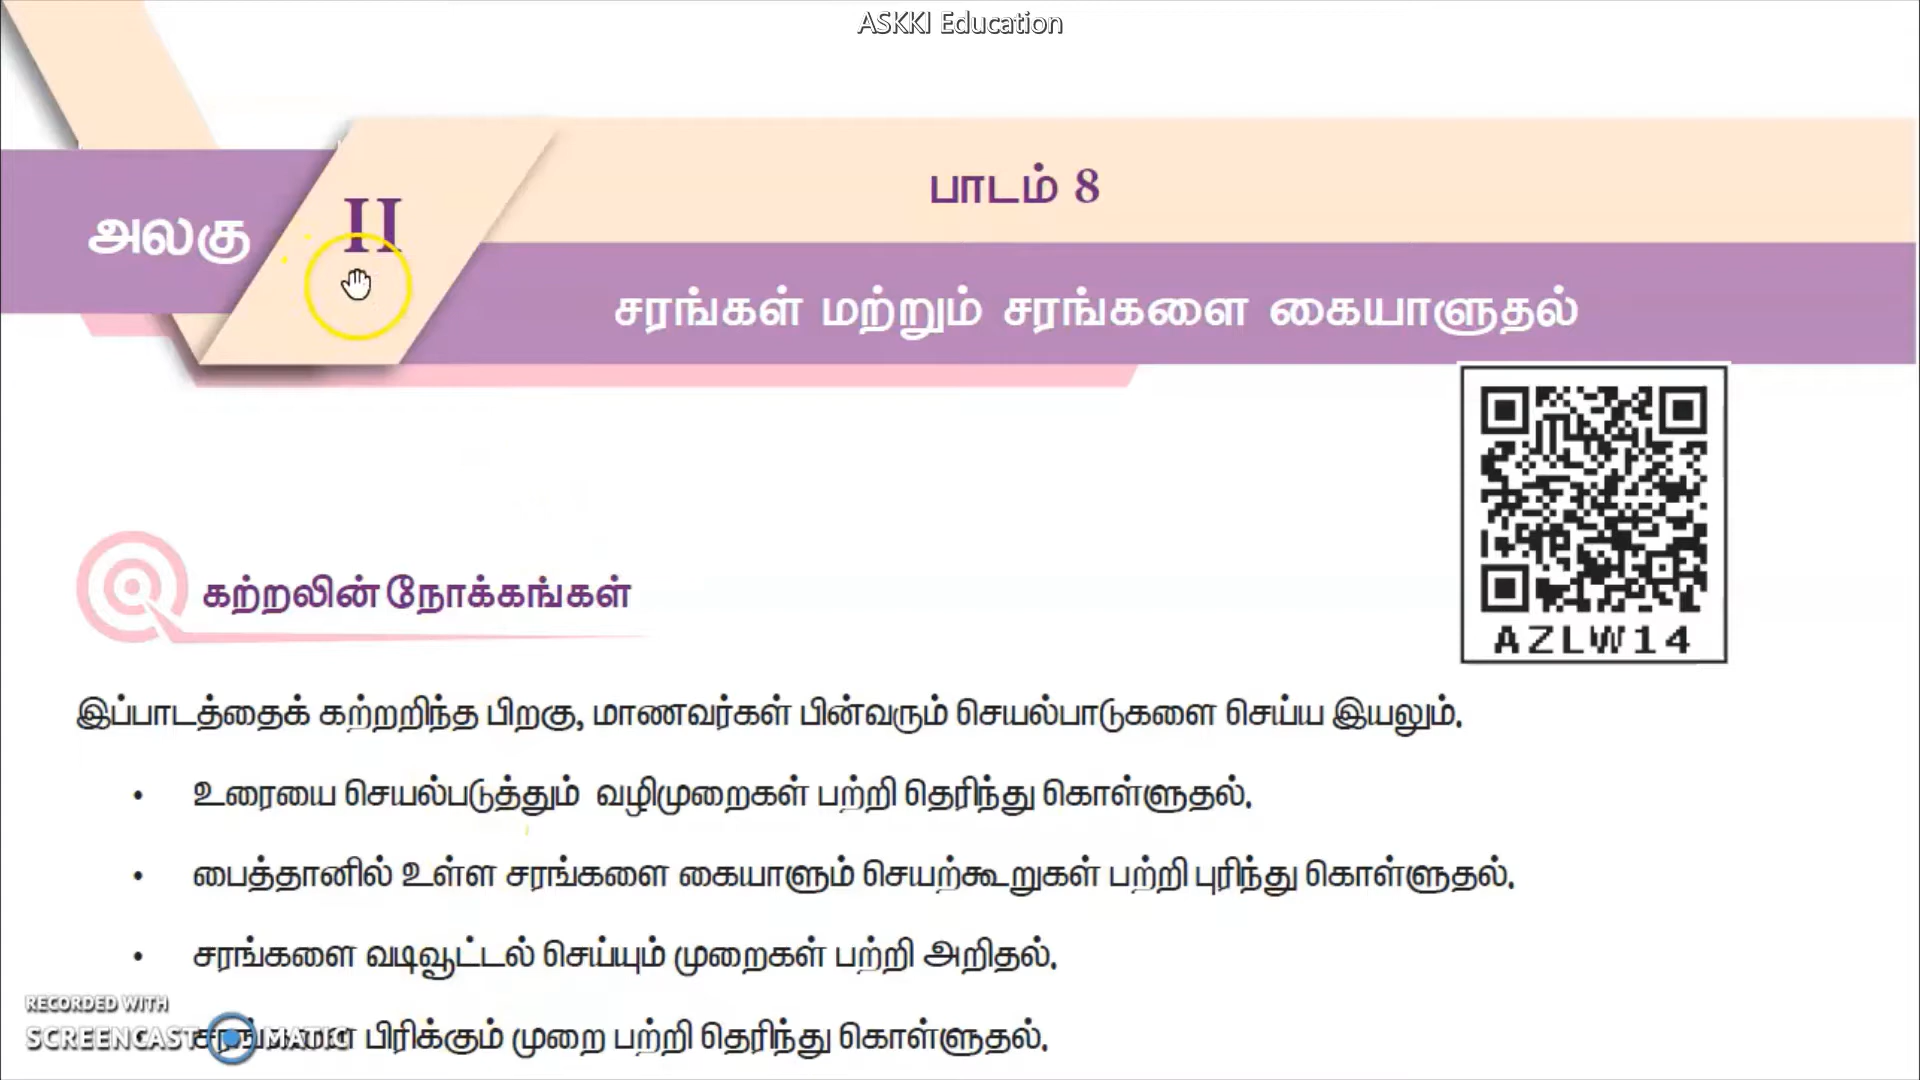 ASKKI Education
பாடம் 8
அலகு II
சரங்கள் மற்றும் சரங்களை கையாளுதல்
AZLW14
கற்றலின் நோக்கங்கள்
இப்பாடத்தைக் கற்றறிந்த பிறகு, மாணவர்கள் பின்வரும் செயல்பாடுகளை செய்ய இயலும்.
• உரையை செயல்படுத்தும் வழிமுறைகள் பற்றி தெரிந்து கொள்ளுதல்.
• பைத்தானில் உள்ள சரங்களை கையாளும் செயற்கூறுகள் பற்றி புரிந்து கொள்ளுதல்.
• சரங்களை வடிவூட்டல் செய்யும் முறைகள் பற்றி அறிதல்.
சரங்களை பிரிக்கும் முறை பற்றி தெரிந்து கொள்ளுதல்.
RECORDED WITH
SCREENCAST MATIC